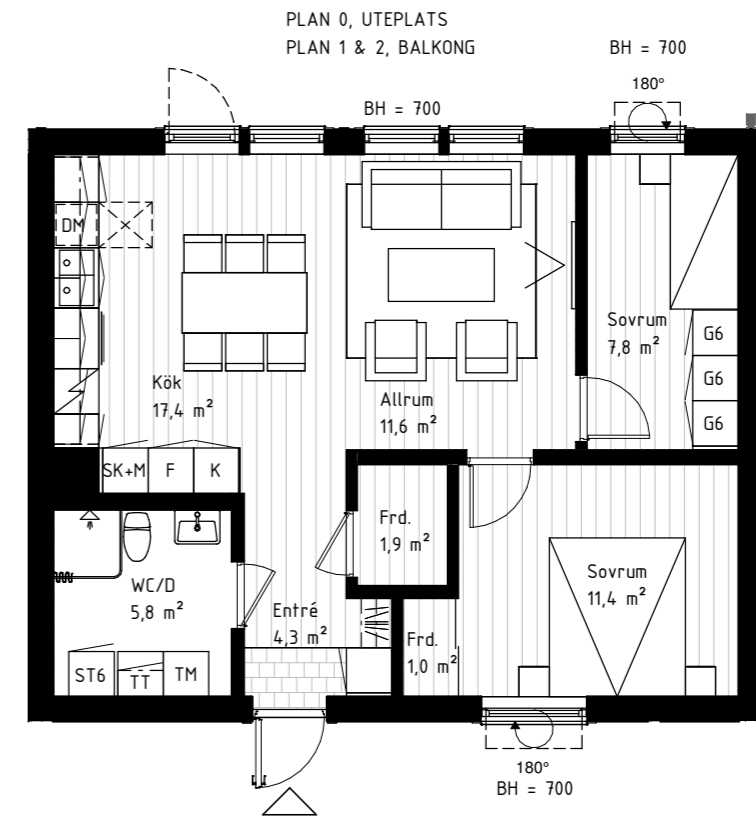 PLAN 0, UTEPLATS
PLAN 1 & 2, BALKONG
BH = 700
180°
BH = 700
DM
Sovrum
7,8 m²
G6
G6
G6
Kök
17,4 m²
Allrum
11,6 m²
SK+M
F
K
Frd.
1,9 m²
WC/D
5,8 m²
Entré
4,3 m²
Sovrum
11,4 m²
Frd.
1,0 m²
ST6
TT
TM
180°
BH = 700